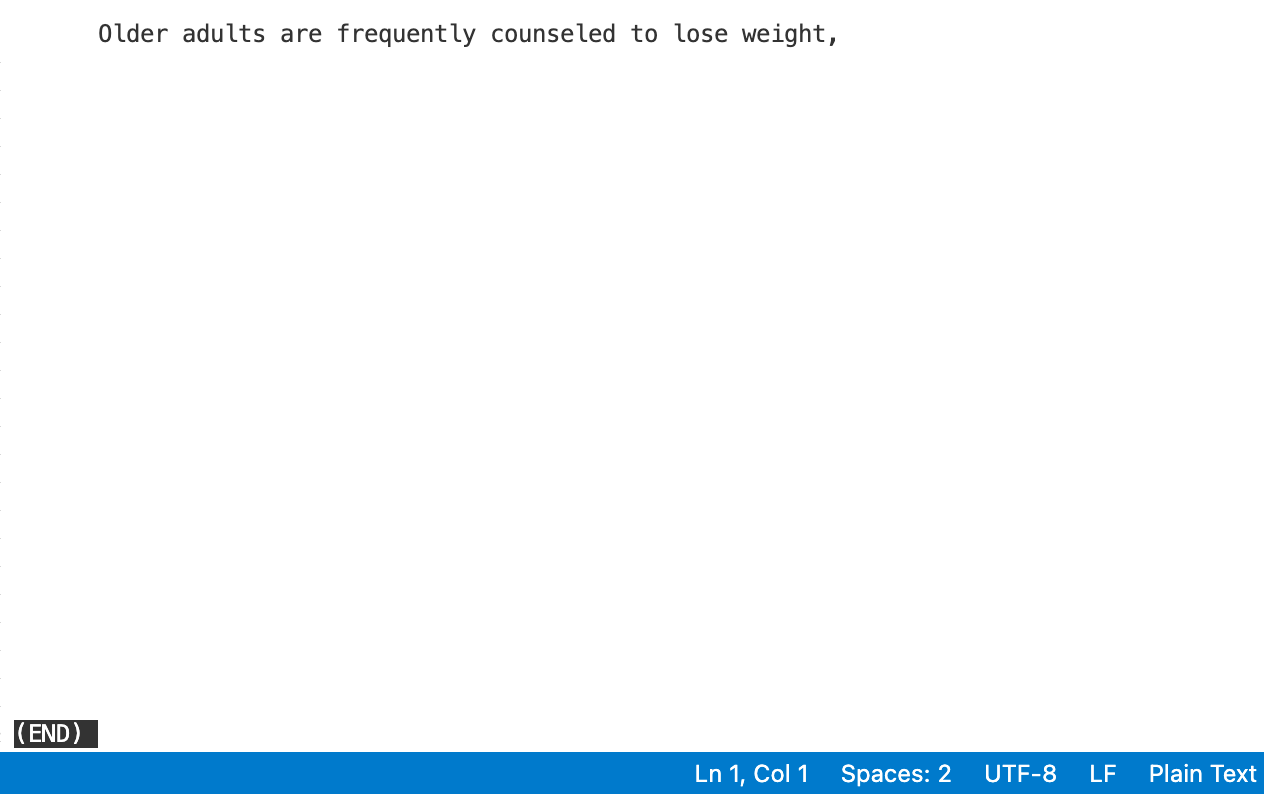 Older adults are frequently counseled to lose weight,
(END)
Ln 1, Col 1 Spaces: 2 UTF-8 LF Plain Text